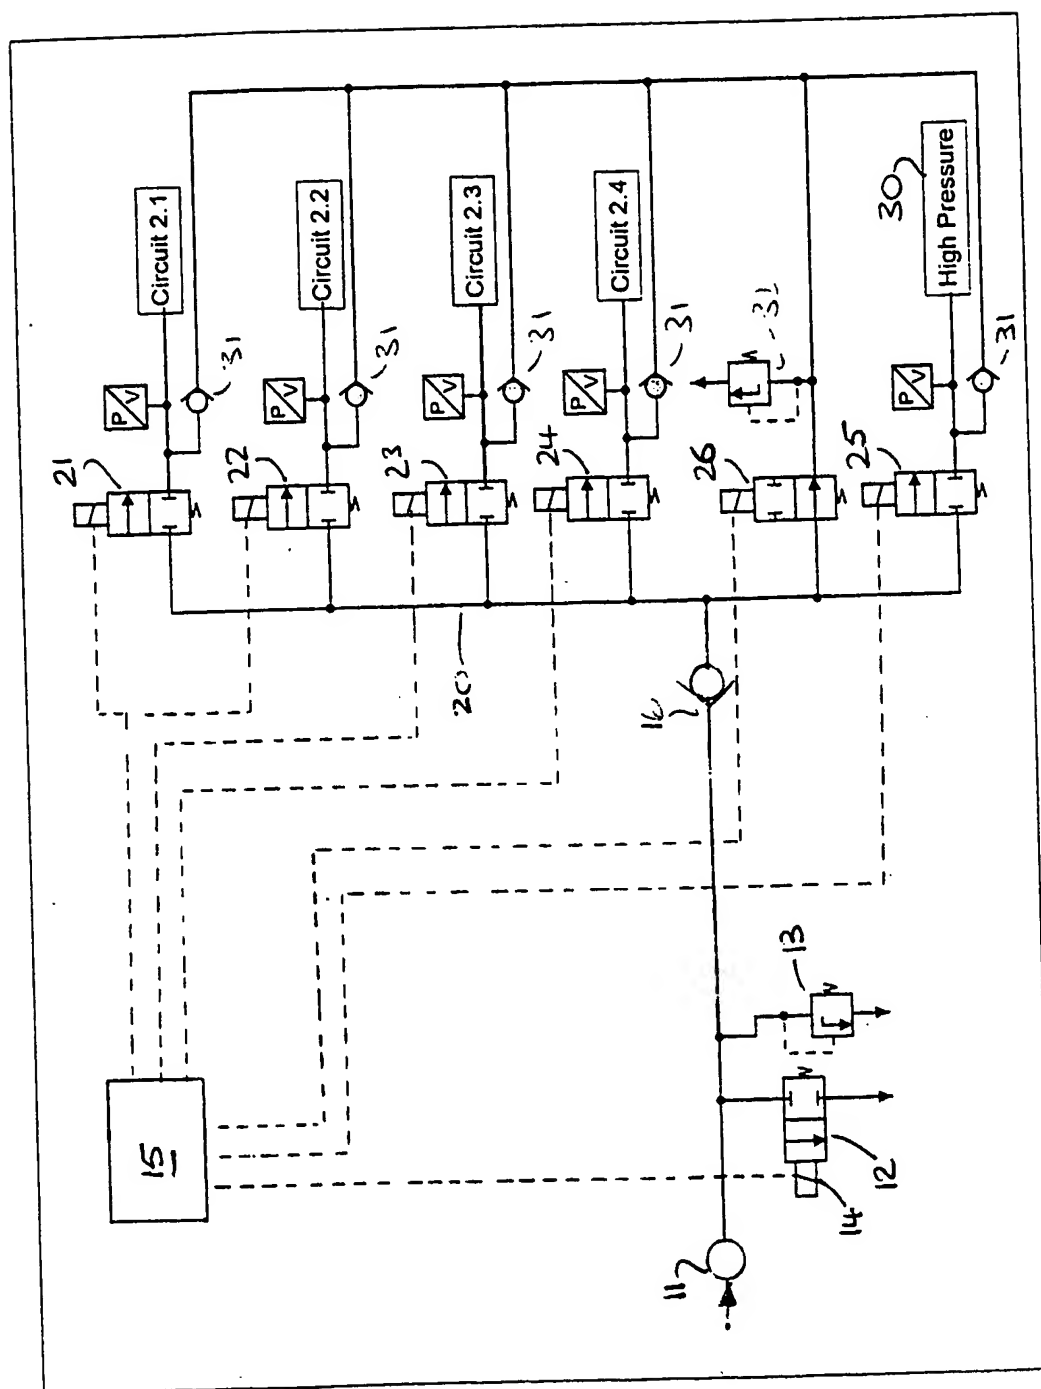 15
21
P/V
Circuit 2.1
31
22
P/V
Circuit 2.2
31
23
P/V
Circuit 2.3
31
20
24
P/V
Circuit 2.4
31
16
11
26
13
14
12
25
P/V
30
High Pressure
31